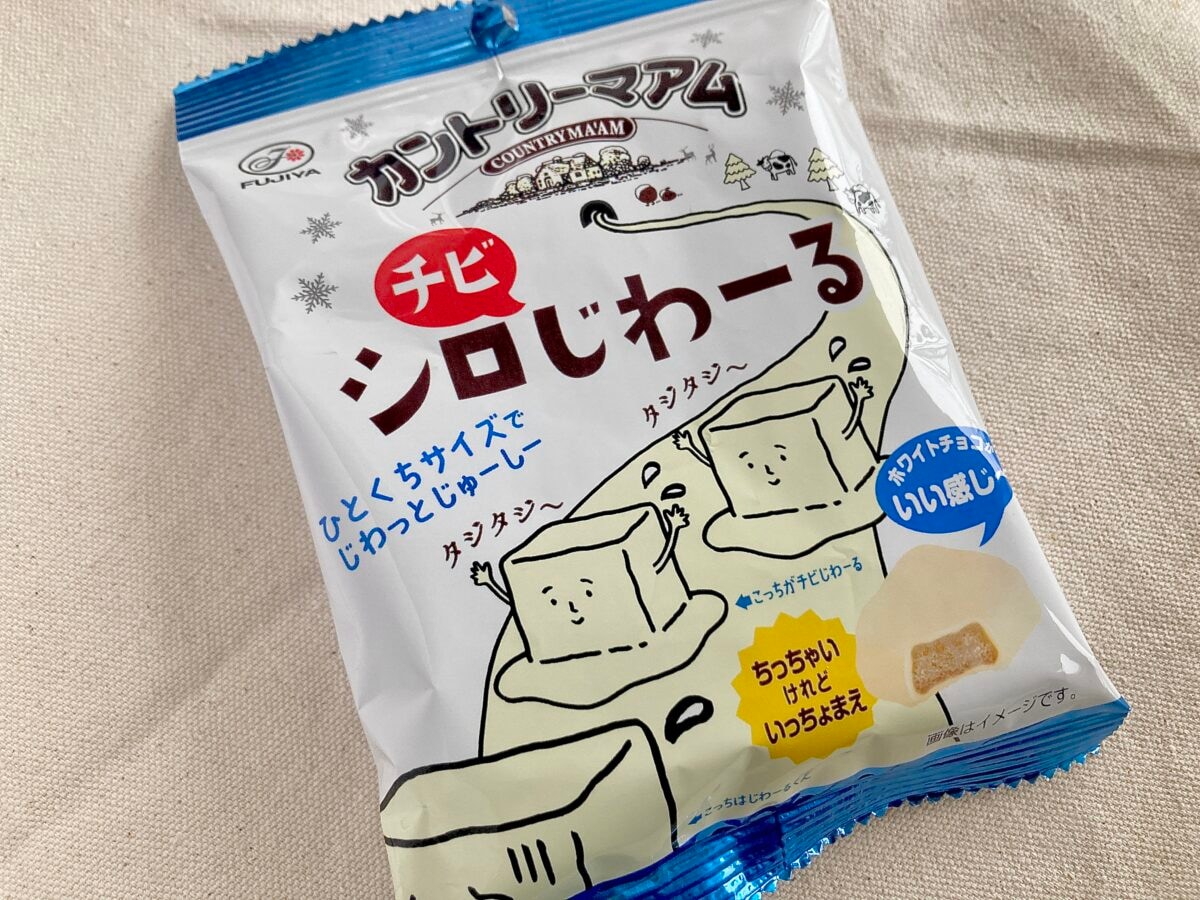 FUJIYA
カントリーマアム
COUNTRY MA'AM
チビ
シロじわーる
ひとくちサイズで
じわっとじゅーしー
タジタジ〜
タジタジ〜
ホワイトチョコ
いい感じ
←こっちがチビじわーる
ちっちゃい
けれど
いっちょまえ
画像はイメージです。
←こっちはじわーるくん